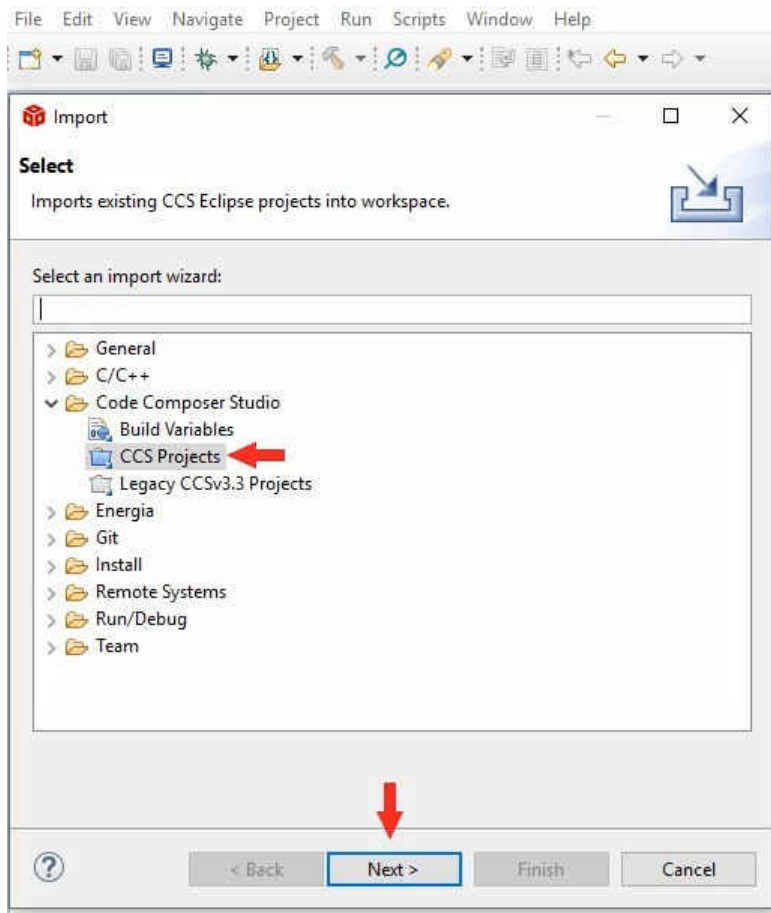 File Edit View Navigate Project Run Scripts Window Help
Import
Select
Imports existing CCS Eclipse projects into workspace.
Select an import wizard:
General
C/C++
Code Composer Studio
Build Variables
CCS Projects
Legacy CCSv3.3 Projects
Energia
Git
Install
Remote Systems
Run/Debug
Team
< Back Next > Finish Cancel